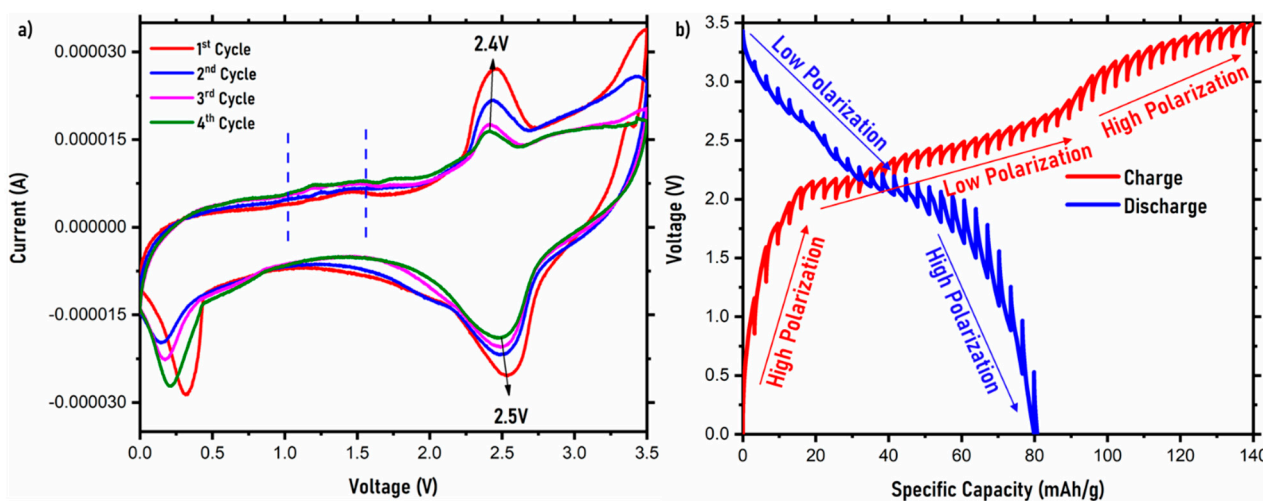 a)
0.000030
0.000015
0.000000
-0.000015
-0.000030
Current (A)
1st Cycle
2nd Cycle
3rd Cycle
4th Cycle
2.4V
2.5V
0.0 0.5 1.0 1.5 2.0 2.5 3.0 3.5
Voltage (V)
b)
3.5
3.0
2.5
2.0
1.5
1.0
0.5
0.0
Voltage (V)
Low Polarization
High Polarization
Low Polarization
High Polarization
High Polarization
Charge
Discharge
0 20 40 60 80 100 120 140
Specific Capacity (mAh/g)